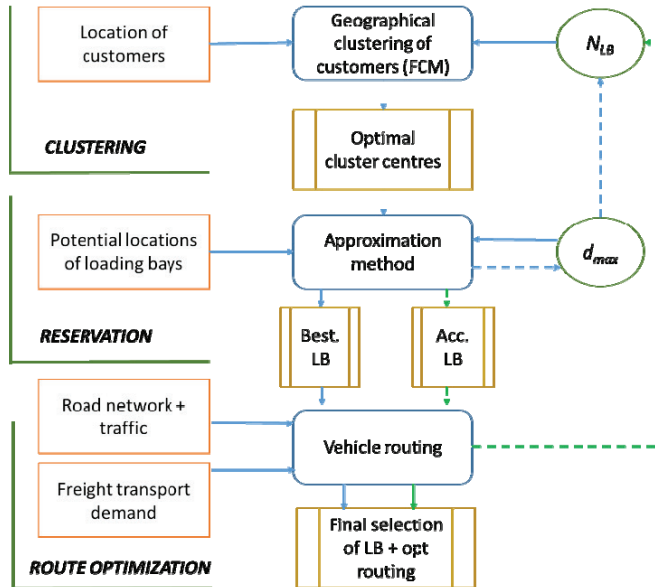 Location of
customers
Geographical
clustering of
customers (FCM)
N_LB
CLUSTERING
Optimal
cluster centres
Potential locations
of loading bays
Approximation
method
d_max
RESERVATION
Best.
LB
Acc.
LB
Road network +
traffic
Vehicle routing
Freight transport
demand
Final selection
of LB + opt
routing
ROUTE OPTIMIZATION